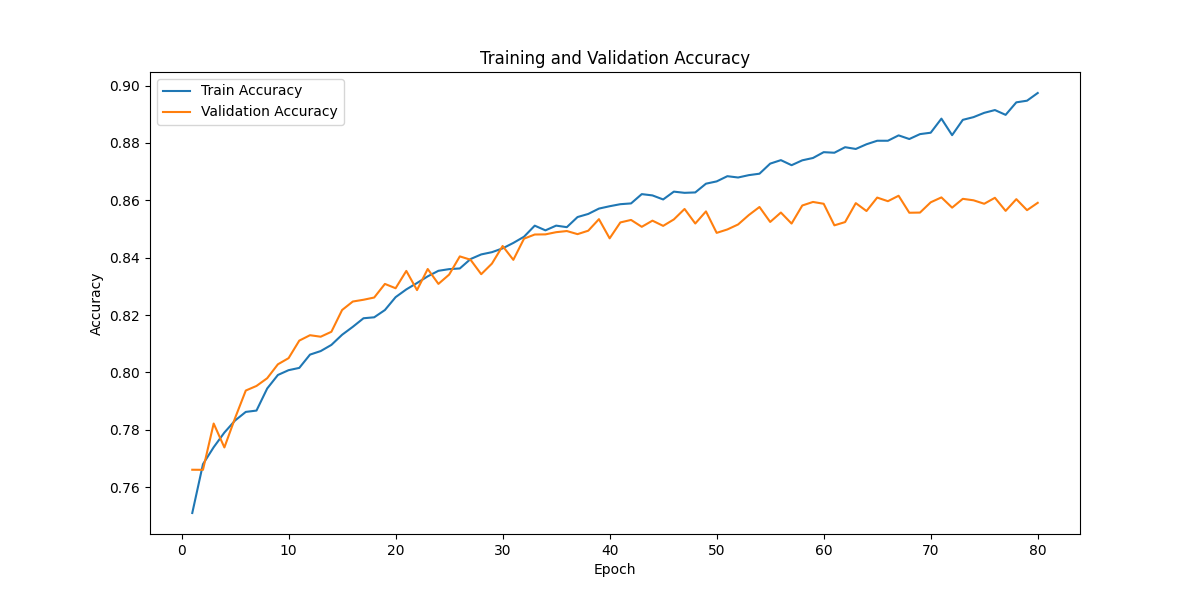 Training and Validation Accuracy
Train Accuracy
Validation Accuracy
Accuracy
0.90
0.88
0.86
0.84
0.82
0.80
0.78
0.76
0 10 20 30 40 50 60 70 80
Epoch